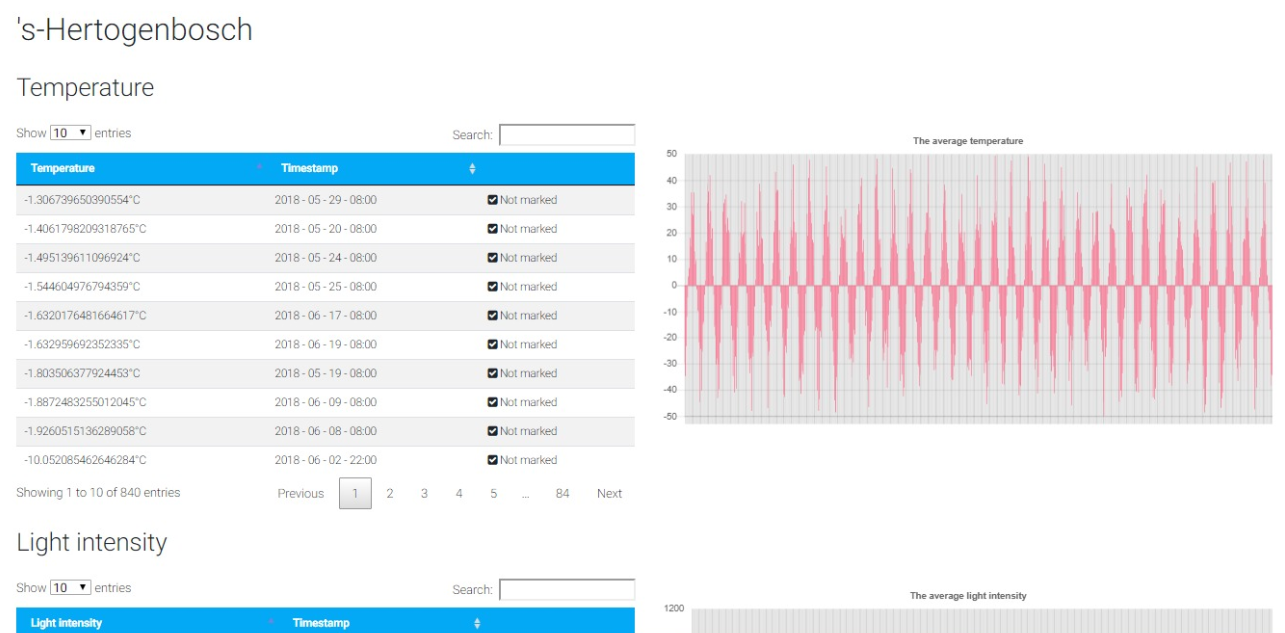 's-Hertogenbosch
Temperature
Show 10 entries
Search:
Temperature Timestamp
-1.306739650390554°C 2018 - 05 - 29 - 08:00 Not marked
-1.4061798209318765°C 2018 - 05 - 20 - 08:00 Not marked
-1.495139611096924°C 2018 - 05 - 24 - 08:00 Not marked
-1.544604976794359°C 2018 - 05 - 25 - 08:00 Not marked
-1.6320176481664617°C 2018 - 06 - 17 - 08:00 Not marked
-1.632959692352335°C 2018 - 06 - 19 - 08:00 Not marked
-1.803506377924453°C 2018 - 05 - 19 - 08:00 Not marked
-1.8872483255012045°C 2018 - 06 - 09 - 08:00 Not marked
-1.9260515136289058°C 2018 - 06 - 08 - 08:00 Not marked
-10.052085462646284°C 2018 - 06 - 02 - 22:00 Not marked
Showing 1 to 10 of 840 entries
Previous 1 2 3 4 5 ... 84 Next
The average temperature
50
40
30
20
10
0
-10
-20
-30
-40
-50
Light intensity
Show 10 entries
Search:
Light intensity Timestamp
The average light intensity
1200